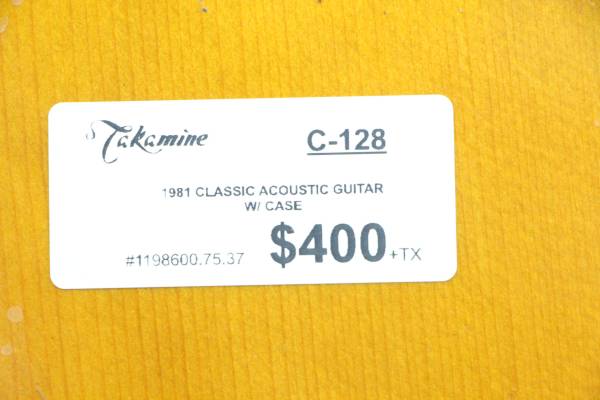 Takamine
C-128
1981 CLASSIC ACOUSTIC GUITAR
W/ CASE
#1198600.75.37
$400 +TX